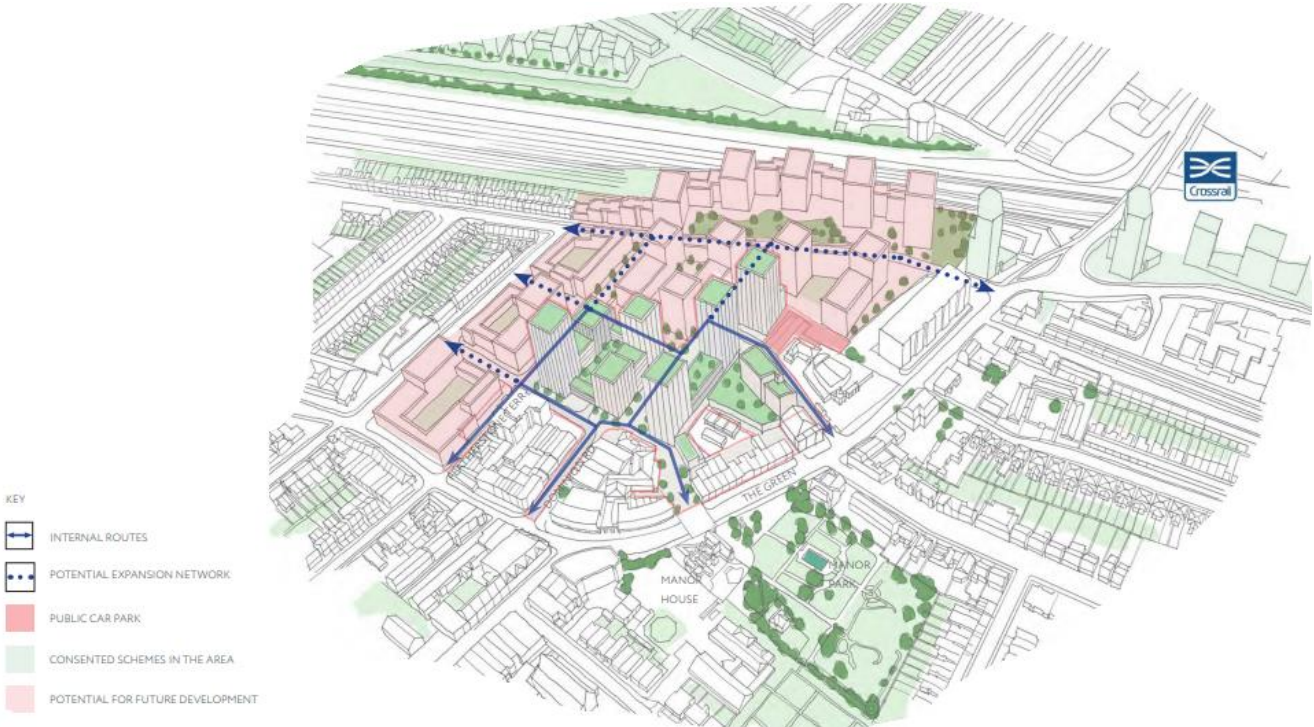 Crossrail
THE GREEN
MANOR
HOUSE
MANOR
PARK
KEY
INTERNAL ROUTES
POTENTIAL EXPANSION NETWORK
PUBLIC CAR PARK
CONSENTED SCHEMES IN THE AREA
POTENTIAL FOR FUTURE DEVELOPMENT